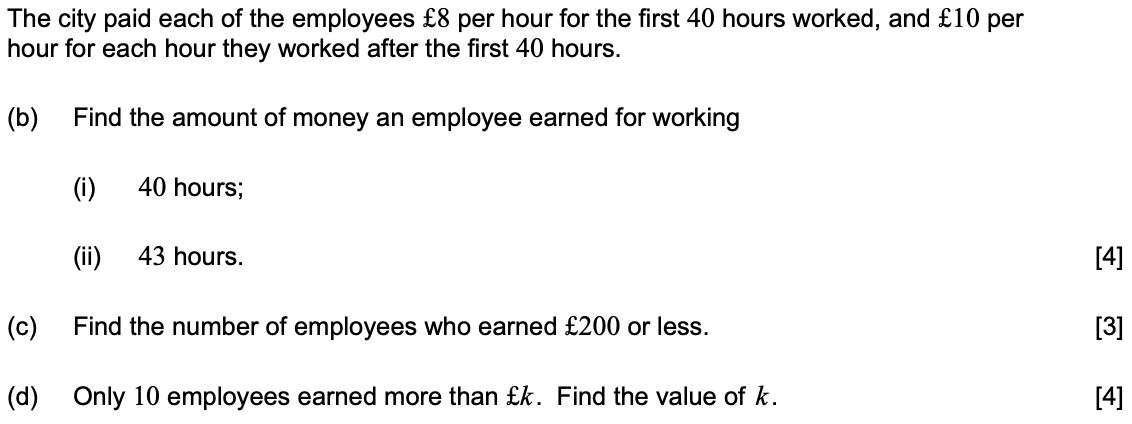 The city paid each of the employees £8 per hour for the first 40 hours worked, and £10 per
hour for each hour they worked after the first 40 hours.
(b) Find the amount of money an employee earned for working
(i) 40 hours;
(ii) 43 hours. [4]
(c) Find the number of employees who earned £200 or less. [3]
(d) Only 10 employees earned more than £k. Find the value of k. [4]